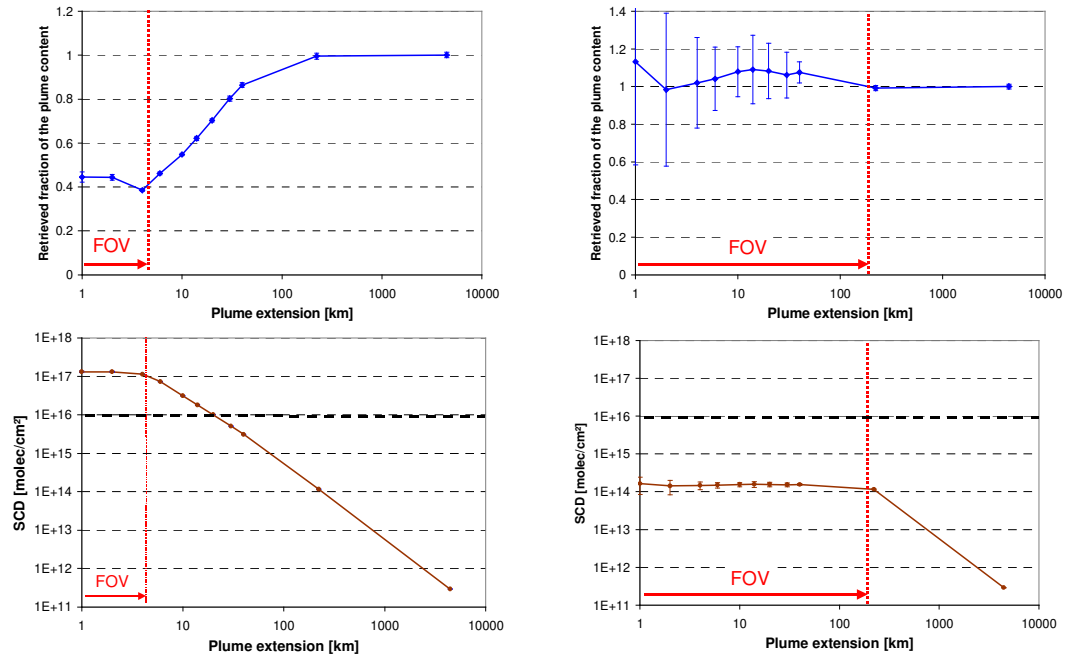 Retrieved fraction of the plume content
1.2
1
0.8
0.6
0.4
0.2
0
FOV
1
10
100
1000
10000
Plume extension [km]
Retrieved fraction of the plume content
1.4
1.2
1
0.8
0.6
0.4
0.2
0
FOV
1
10
100
1000
10000
Plume extension [km]
SCD [molec/cm²]
1E+18
1E+17
1E+16
1E+15
1E+14
1E+13
1E+12
1E+11
FOV
1
10
100
1000
10000
Plume extension [km]
SCD [molec/cm²]
1E+18
1E+17
1E+16
1E+15
1E+14
1E+13
1E+12
1E+11
FOV
1
10
100
1000
10000
Plume extension [km]